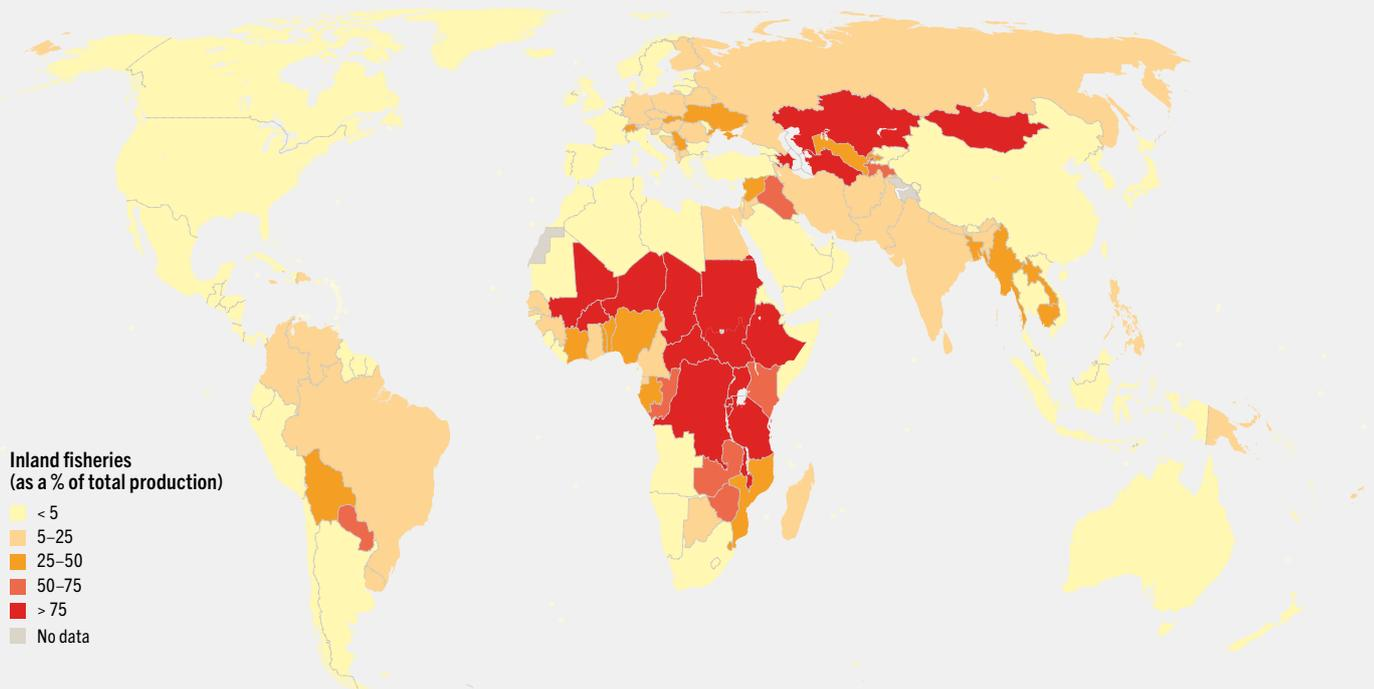 Inland fisheries
(as a % of total production)
< 5
5–25
25–50
50–75
> 75
No data